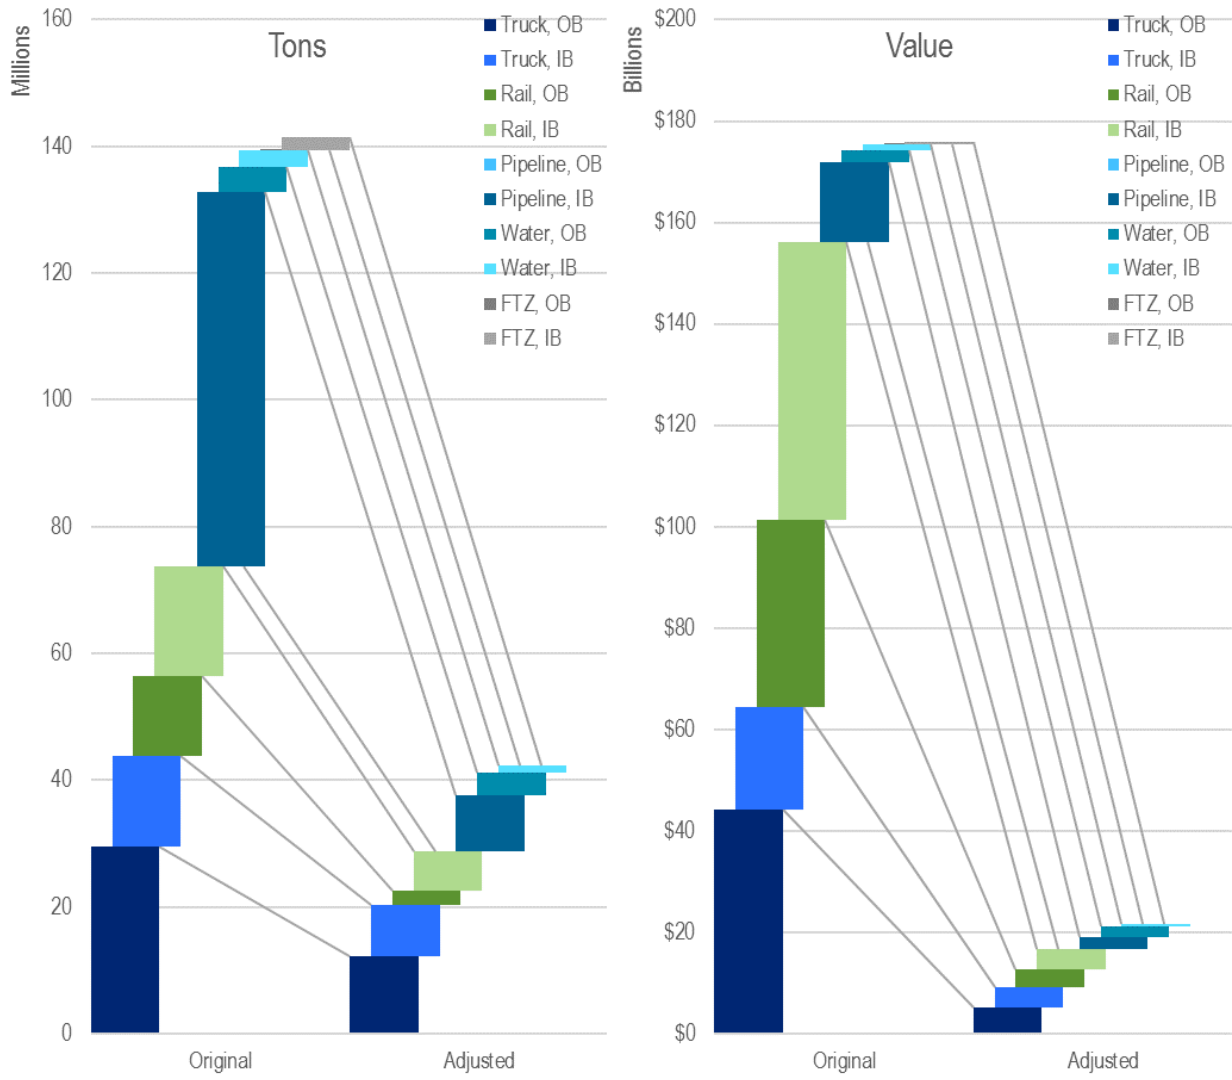 Tons
Millions
160
140
120
100
80
60
40
20
0
Original
Adjusted
Truck, OB
Truck, IB
Rail, OB
Rail, IB
Pipeline, OB
Pipeline, IB
Water, OB
Water, IB
FTZ, OB
FTZ, IB
Value
Billions
$200
$180
$160
$140
$120
$100
$80
$60
$40
$20
$0
Original
Adjusted
Truck, OB
Truck, IB
Rail, OB
Rail, IB
Pipeline, OB
Pipeline, IB
Water, OB
Water, IB
FTZ, OB
FTZ, IB